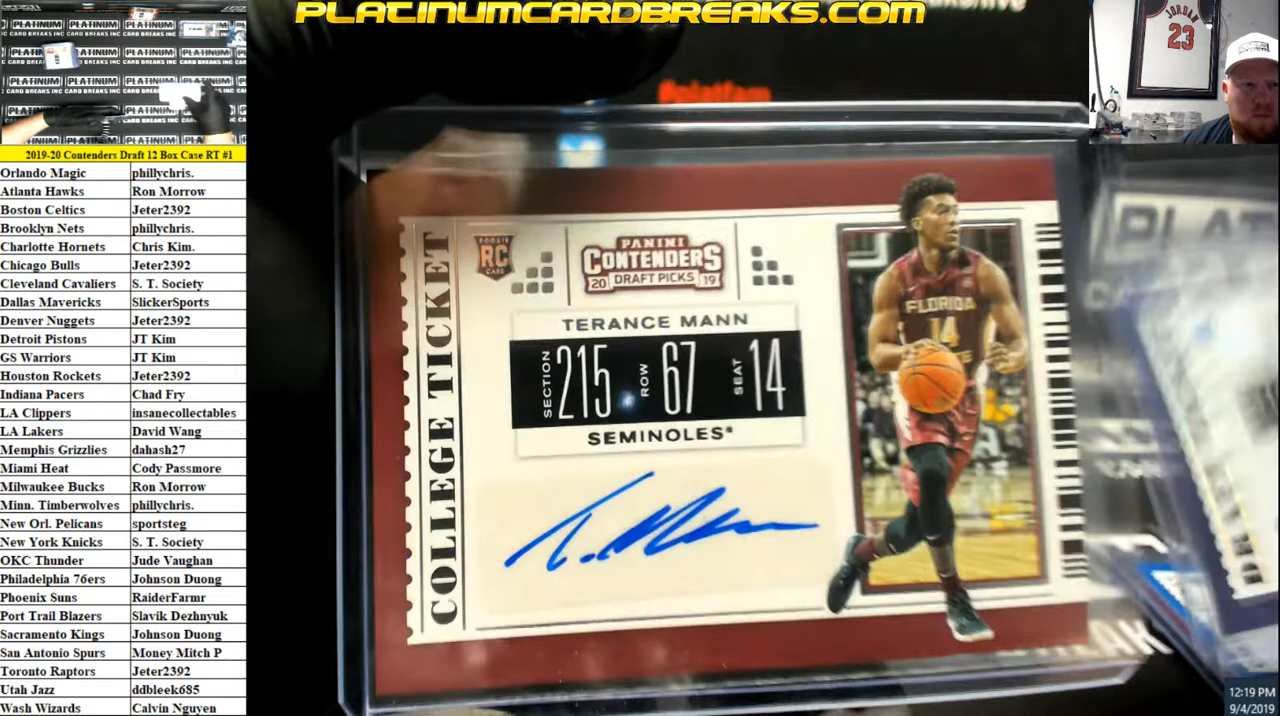 PLATINUMCARDBREAKS.COM
JORDAN
23
2019-20 Contenders Draft 12 Box Case RT #1
Orlando Magic phillychris.
Atlanta Hawks Ron Morrow
Boston Celtics Jeter2392
Brooklyn Nets phillychris.
Charlotte Hornets Chris Kim.
Chicago Bulls Jeter2392
Cleveland Cavaliers S. T. Society
Dallas Mavericks SlickerSports
Denver Nuggets Jeter2392
Detroit Pistons JT Kim
GS Warriors JT Kim
Houston Rockets Jeter2392
Indiana Pacers Chad Fry
LA Clippers insanecollectables
LA Lakers David Wang
Memphis Grizzlies dahash27
Miami Heat Cody Passmore
Milwaukee Bucks Ron Morrow
Minn. Timberwolves phillychris.
New Orl. Pelicans sportsteg
New York Knicks S. T. Society
OKC Thunder Jude Vaughan
Philadelphia 76ers Johnson Duong
Phoenix Suns RaiderFarmr
Port Trail Blazers Slavik Dezhnyuk
Sacramento Kings Johnson Duong
San Antonio Spurs Money Mitch P
Toronto Raptors Jeter2392
Utah Jazz ddbleek685
Wash Wizards Calvin Nguyen
COLLEGE TICKET
ROOKIE
RC
CARD
PANINI
CONTENDERS
20 DRAFT PICKS 19
TERANCE MANN
SECTION 215 ROW 67 SEAT 14
SEMINOLES
FLORIDA
14
12:19 PM
9/4/2019